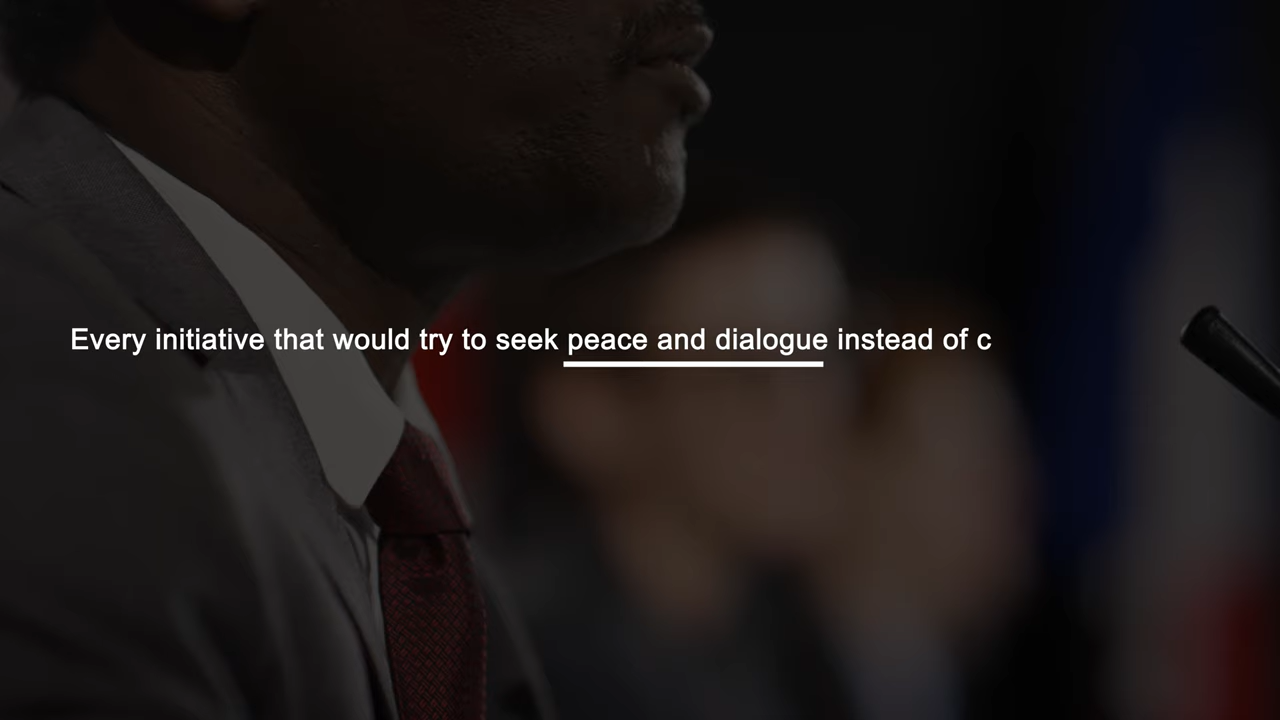 Every initiative that would try to seek peace and dialogue instead of c